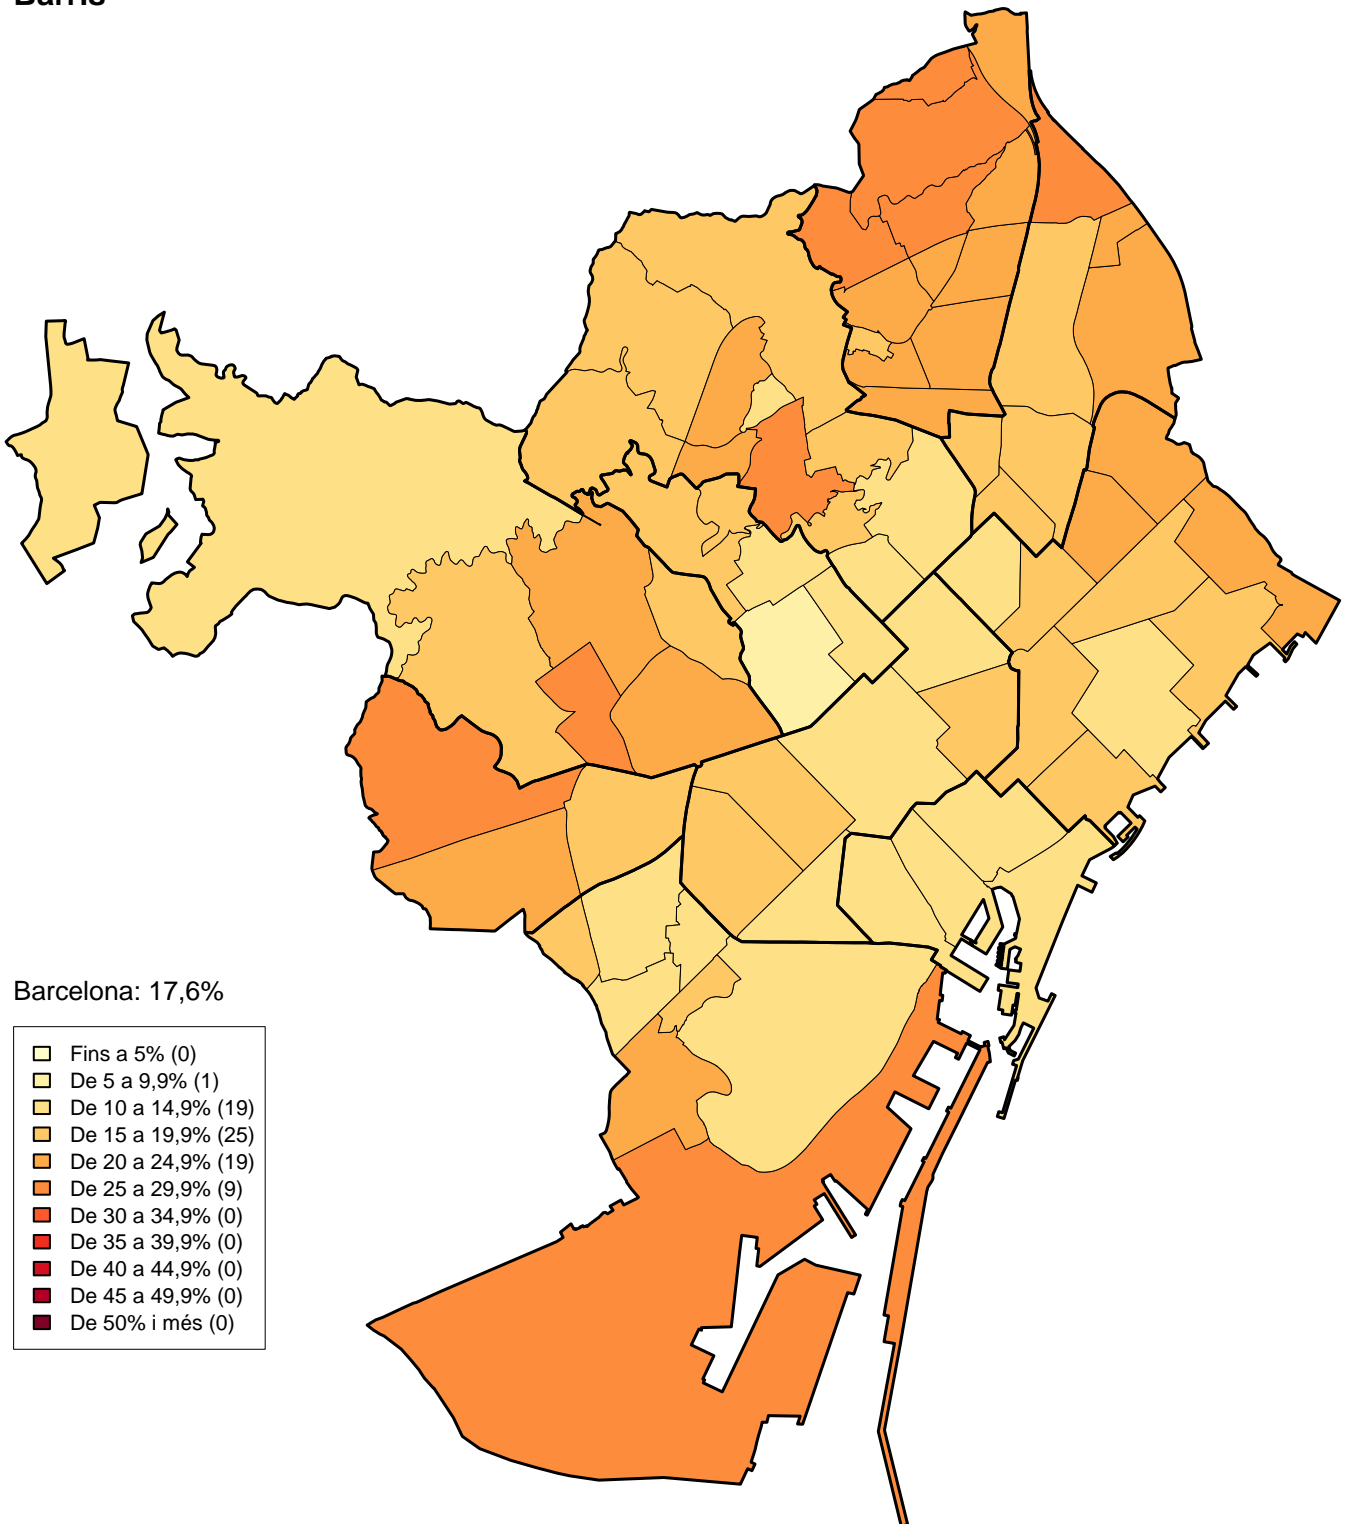 Barris
Barcelona: 17,6%
Fins a 5% (0)
De 5 a 9,9% (1)
De 10 a 14,9% (19)
De 15 a 19,9% (25)
De 20 a 24,9% (19)
De 25 a 29,9% (9)
De 30 a 34,9% (0)
De 35 a 39,9% (0)
De 40 a 44,9% (0)
De 45 a 49,9% (0)
De 50% i més (0)